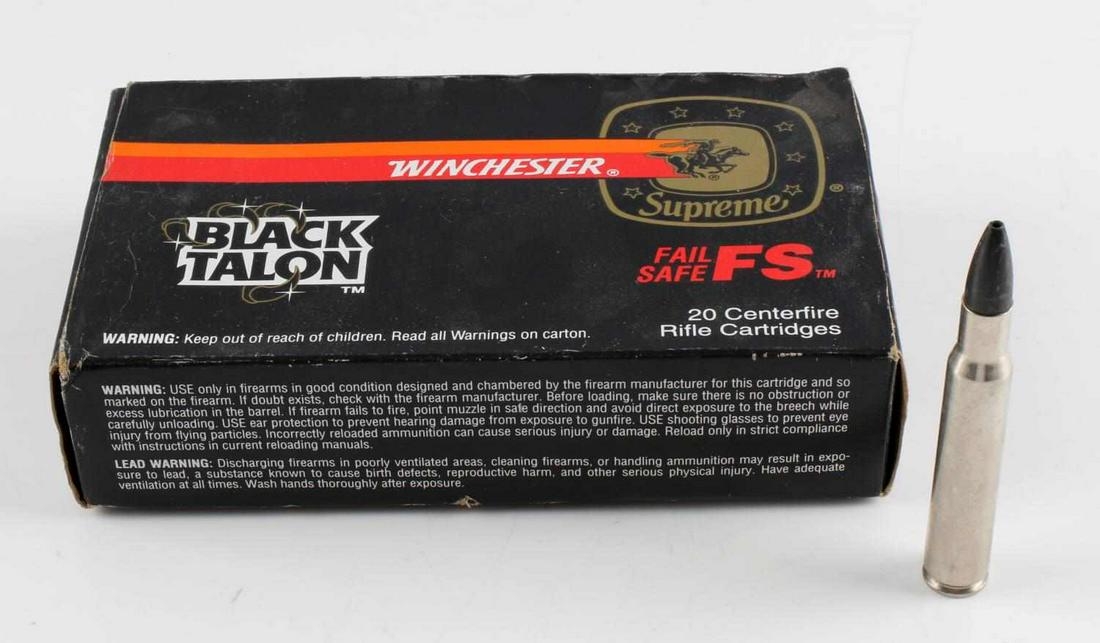 WINCHESTER®
Supreme®
BLACK
TALON™
FAIL
SAFE FS™
20 Centerfire
Rifle Cartridges
WARNING: Keep out of reach of children. Read all Warnings on carton.
WARNING: USE only in firearms in good condition designed and chambered by the firearm manufacturer for this cartridge and so
marked on the firearm. If doubt exists, check with the firearm manufacturer. Before loading, make sure there is no obstruction or
excess lubrication in the barrel. If firearm fails to fire, point muzzle in safe direction and avoid direct exposure to the breech while
carefully unloading. USE ear protection to prevent hearing damage from exposure to gunfire. USE shooting glasses to prevent eye
injury from flying particles. Incorrectly reloaded ammunition can cause serious injury or damage. Reload only in strict compliance
with instructions in current reloading manuals.
LEAD WARNING: Discharging firearms in poorly ventilated areas, cleaning firearms, or handling ammunition may result in expo-
sure to lead, a substance known to cause birth defects, reproductive harm, and other serious physical injury. Have adequate
ventilation at all times. Wash hands thoroughly after exposure.